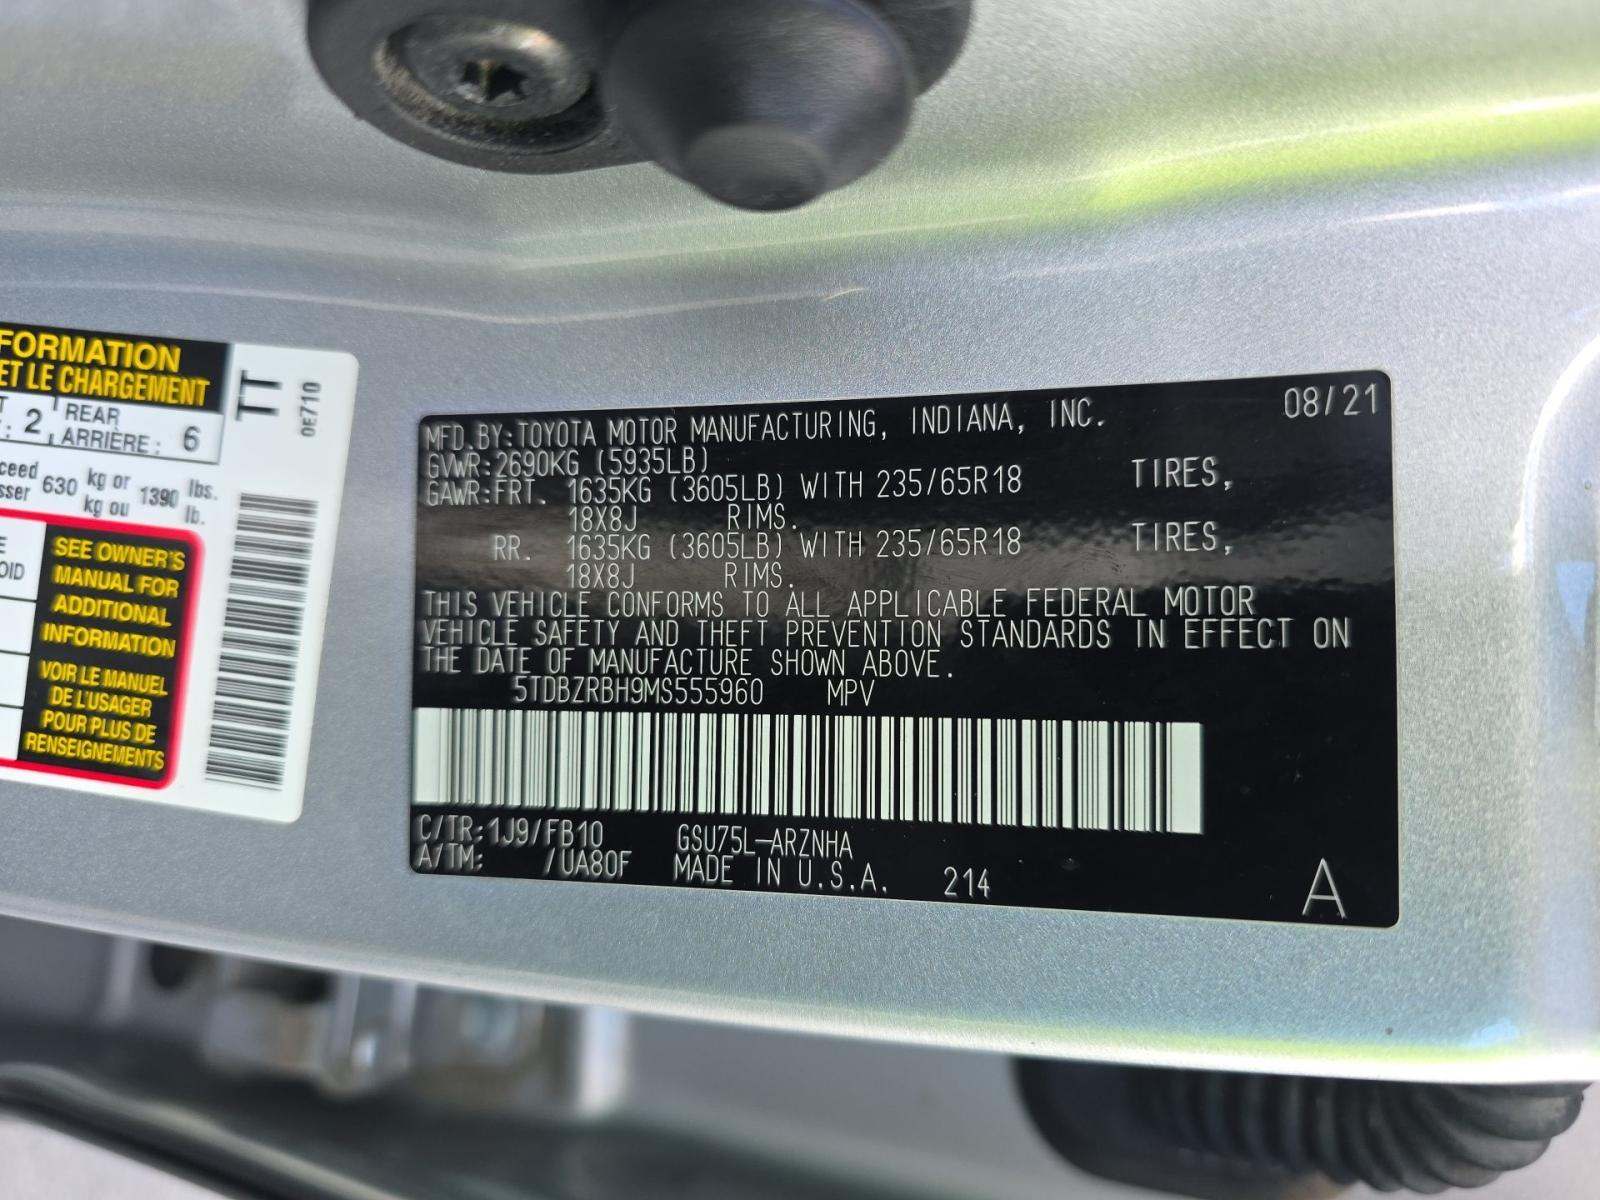 FORMATION
ET LE CHARGEMENT
TT
0E710
2 REAR
ARRIÈRE: 6
630 kg or 1390 lbs.
kg ou lb.
SEE OWNER'S
MANUAL FOR
ADDITIONAL
INFORMATION
VOIR LE MANUEL
DE L'USAGER
POUR PLUS DE
RENSEIGNEMENTS
MFD.BY:TOYOTA MOTOR MANUFACTURING, INDIANA, INC. 08/21
GVWR:2690KG (5935LB)
GAWR:FRT. 1635KG (3605LB) WITH 235/65R18 TIRES,
18X8J RIMS.
RR. 1635KG (3605LB) WITH 235/65R18 TIRES,
18X8J RIMS.
THIS VEHICLE CONFORMS TO ALL APPLICABLE FEDERAL MOTOR
VEHICLE SAFETY AND THEFT PREVENTION STANDARDS IN EFFECT ON
THE DATE OF MANUFACTURE SHOWN ABOVE.
5TDBZRBH9MS555960 MPV
C/TR:1J9/FB10 GSU75L-ARZNHA
A/TM: /UA80F MADE IN U.S.A. 214 A